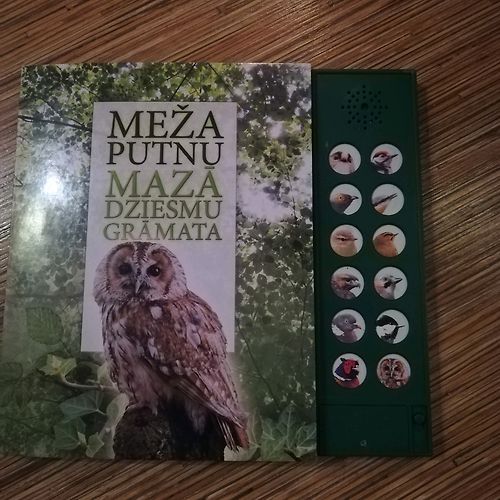 MEŽA
PUTNU
MAZĀ
DZIESMU
GRĀMATA